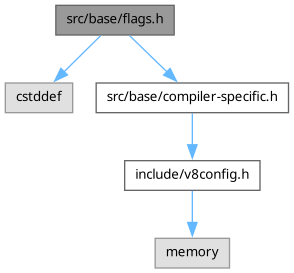 src/base/flags.h
cstddef
src/base/compiler-specific.h
include/v8config.h
memory